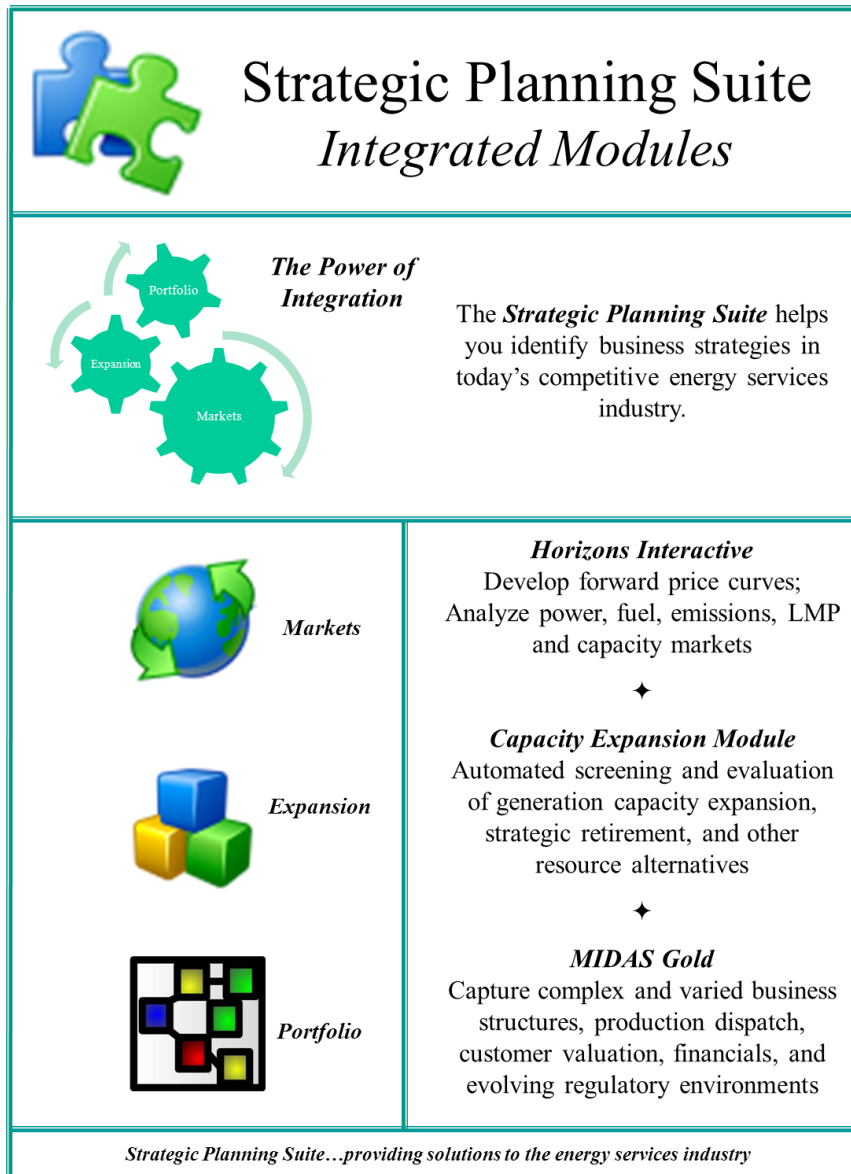 Strategic Planning Suite
Integrated Modules
The Power of
Integration
Portfolio
Expansion
Markets
The Strategic Planning Suite helps
you identify business strategies in
today's competitive energy services
industry.
Markets
Horizons Interactive
Develop forward price curves;
Analyze power, fuel, emissions, LMP
and capacity markets
Expansion
Capacity Expansion Module
Automated screening and evaluation
of generation capacity expansion,
strategic retirement, and other
resource alternatives
Portfolio
MIDAS Gold
Capture complex and varied business
structures, production dispatch,
customer valuation, financials, and
evolving regulatory environments
Strategic Planning Suite…providing solutions to the energy services industry